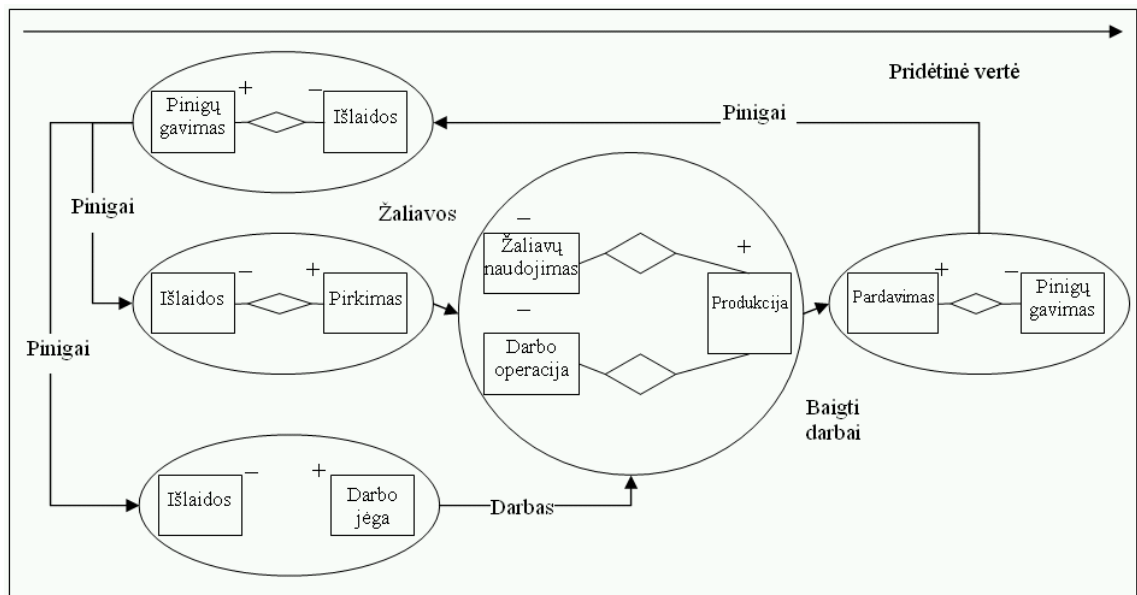 Pridėtinė vertė
Pinigų
gavimas
+
−
Išlaidos
Pinigai
Pinigai
Žaliavos
Išlaidos
−
+
Pirkimas
−
Žaliavų
naudojimas
+
Produkcija
−
Darbo
operacija
Pardavimas
+
−
Pinigų
gavimas
Pinigai
Baigti
darbai
Išlaidos
−
+
Darbo
jėga
Darbas